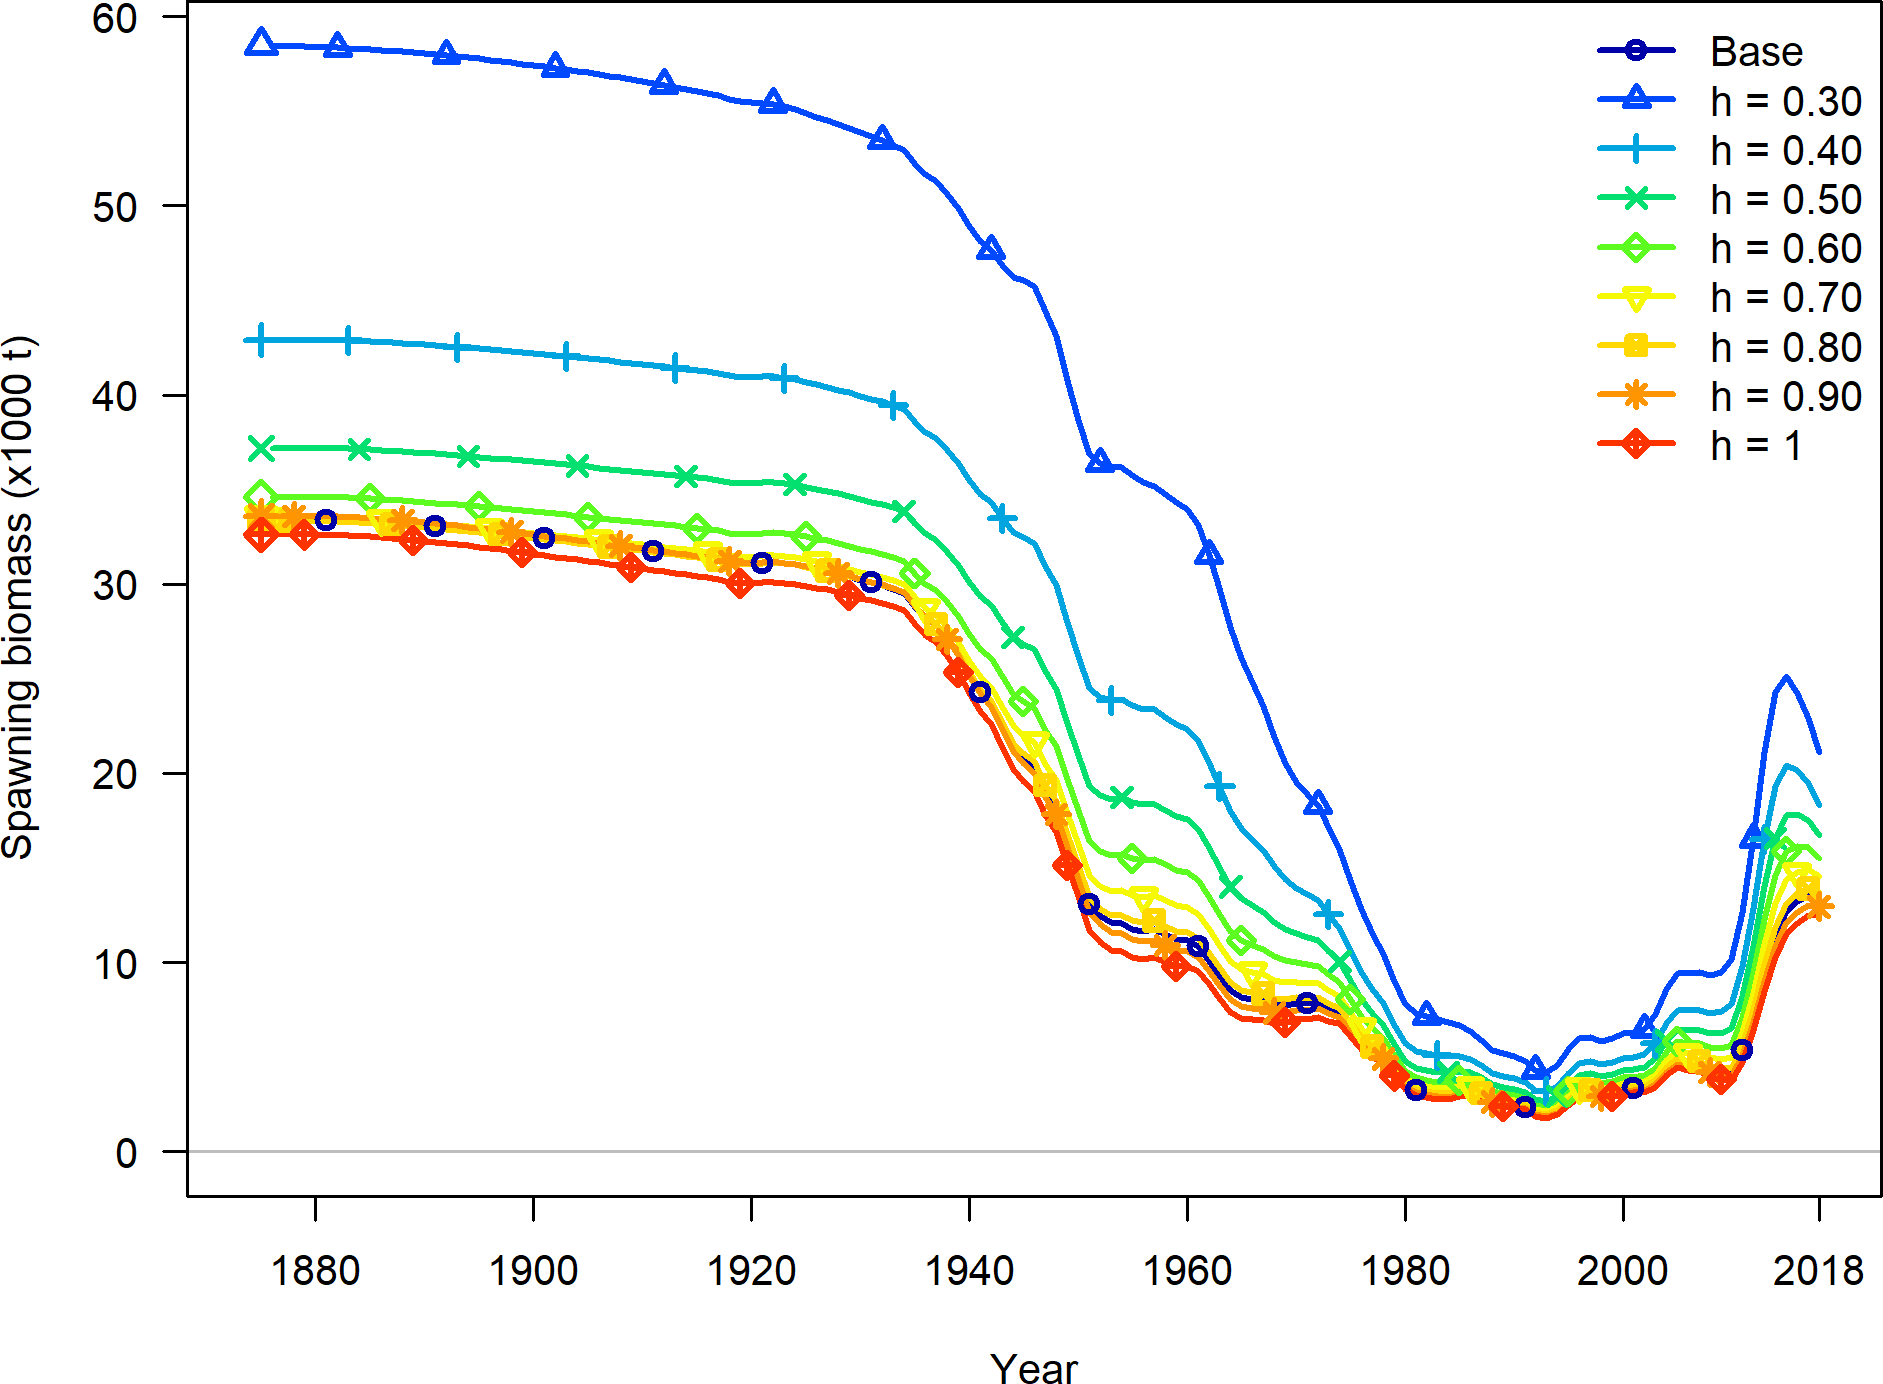 Spawning biomass (x1000 t)
60
50
40
30
20
10
0
Base
h = 0.30
h = 0.40
h = 0.50
h = 0.60
h = 0.70
h = 0.80
h = 0.90
h = 1
1880 1900 1920 1940 1960 1980 2000 2018
Year